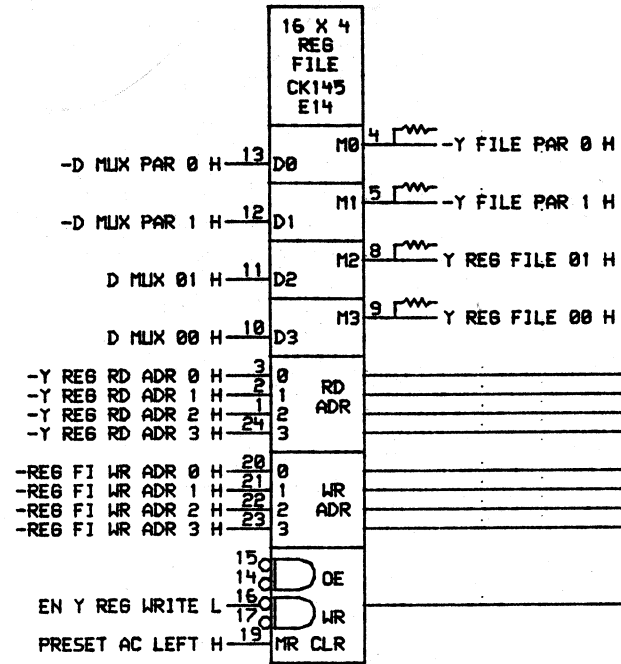 16 X 4
REG
FILE
CK145
E14
-D MUX PAR 0 H 13 D0 M0 4 -Y FILE PAR 0 H
-D MUX PAR 1 H 12 D1 M1 5 -Y FILE PAR 1 H
D MUX 01 H 11 D2 M2 8 Y REG FILE 01 H
D MUX 00 H 10 D3 M3 9 Y REG FILE 00 H
-Y REG RD ADR 0 H 3 0
-Y REG RD ADR 1 H 2 1
-Y REG RD ADR 2 H 1 2
-Y REG RD ADR 3 H 24 3
RD
ADR
-REG FI WR ADR 0 H 20 0
-REG FI WR ADR 1 H 21 1
-REG FI WR ADR 2 H 22 2
-REG FI WR ADR 3 H 23 3
WR
ADR
15
14 OE
EN Y REG WRITE L 16
17 WR
PRESET AC LEFT H 19 MR CLR